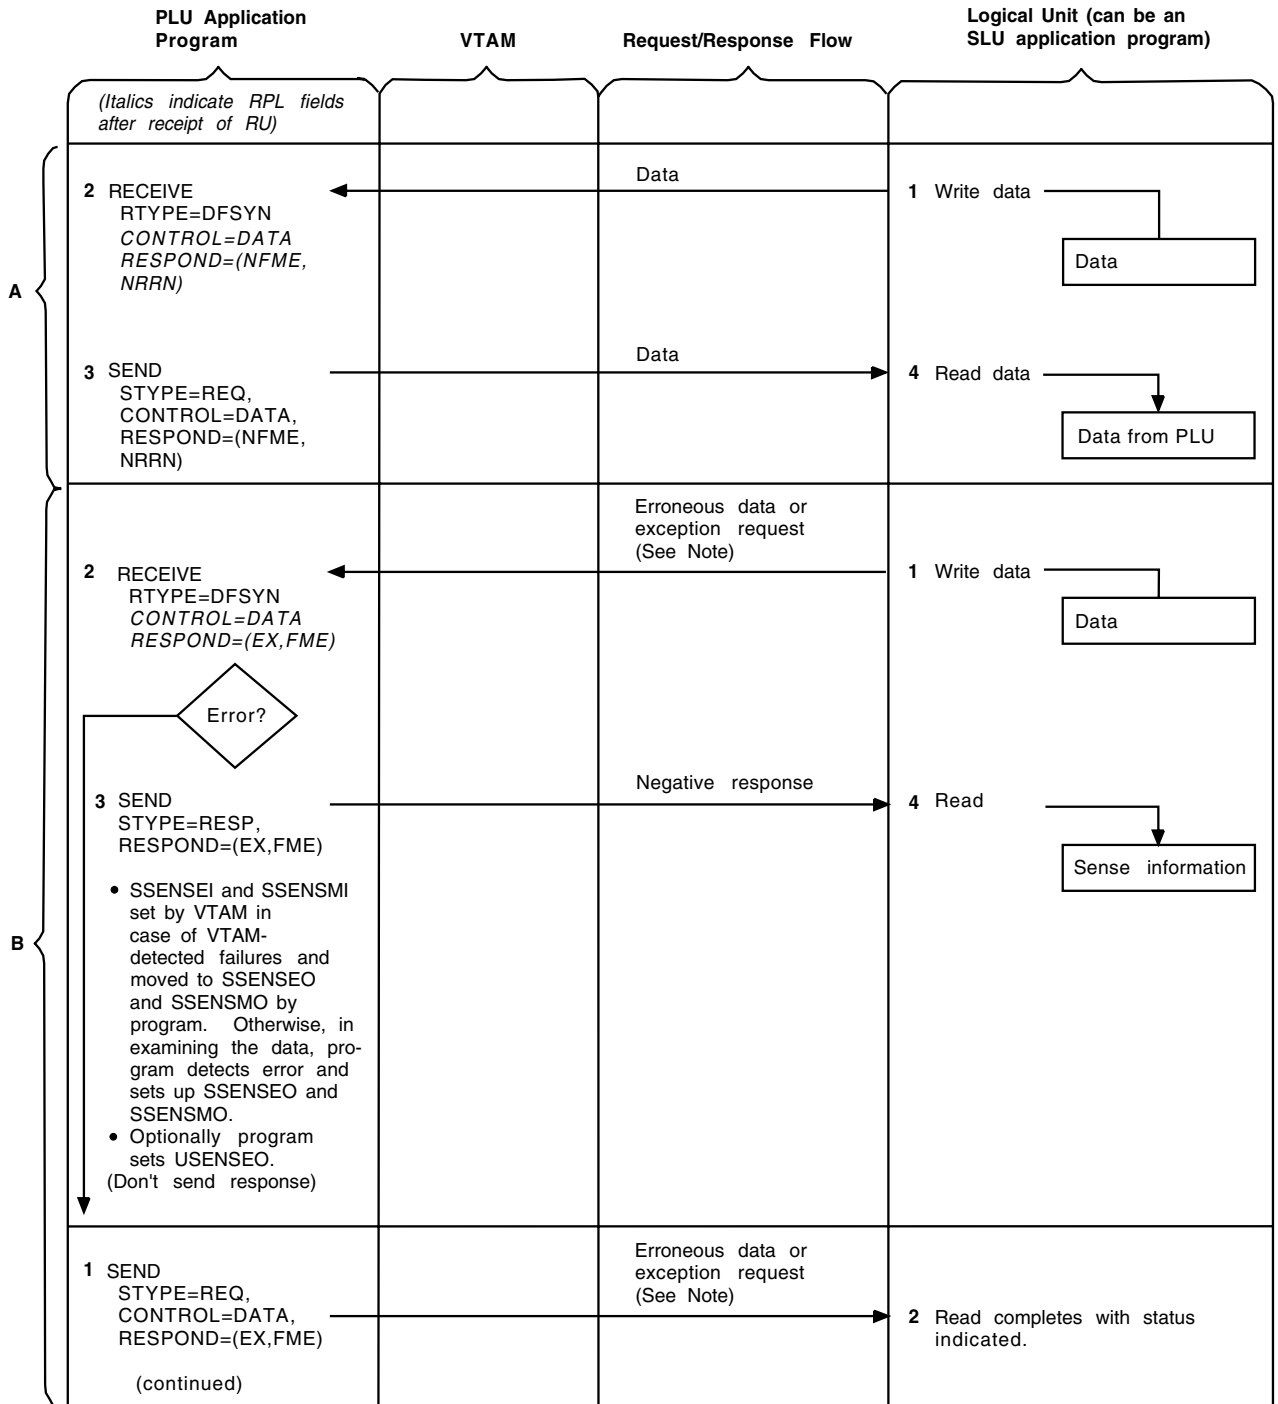 PLU Application
Program
VTAM
Request/Response Flow
Logical Unit (can be an
SLU application program)
(Italics indicate RPL fields
after receipt of RU)
A
2 RECEIVE
RTYPE=DFSYN
CONTROL=DATA
RESPOND=(NFME,
NRRN)
Data
1 Write data
Data
3 SEND
STYPE=REQ,
CONTROL=DATA,
RESPOND=(NFME,
NRRN)
Data
4 Read data
Data from PLU
B
Erroneous data or
exception request
(See Note)
2 RECEIVE
RTYPE=DFSYN
CONTROL=DATA
RESPOND=(EX,FME)
1 Write data
Data
Error?
3 SEND
STYPE=RESP,
RESPOND=(EX,FME)
Negative response
4 Read
Sense information
• SSENSEI and SSENSMI
set by VTAM in
case of VTAM-
detected failures and
moved to SSENSEO
and SSENSMO by
program. Otherwise, in
examining the data, pro-
gram detects error and
sets up SSENSEO and
SSENSMO.
• Optionally program
sets USENSEO.
(Don't send response)
1 SEND
STYPE=REQ,
CONTROL=DATA,
RESPOND=(EX,FME)
(continued)
Erroneous data or
exception request
(See Note)
2 Read completes with status
indicated.